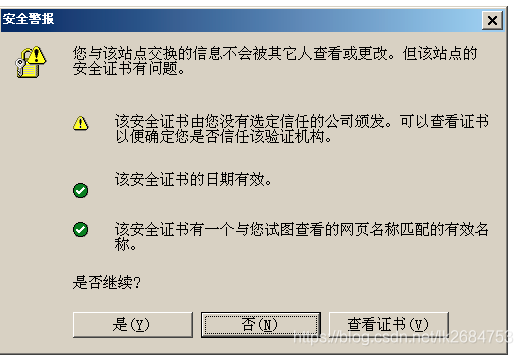 安全警报
您与该站点交换的信息不会被其它人查看或更改。但该站点的
安全证书有问题。
该安全证书由您没有选定信任的公司颁发。可以查看证书
以便确定您是否信任该验证机构。
该安全证书的日期有效。
该安全证书有一个与您试图查看的网页名称匹配的有效名
称。
是否继续?
是(Y)
否(N)
查看证书(V)
https://blog.csdn.net/lk2684753